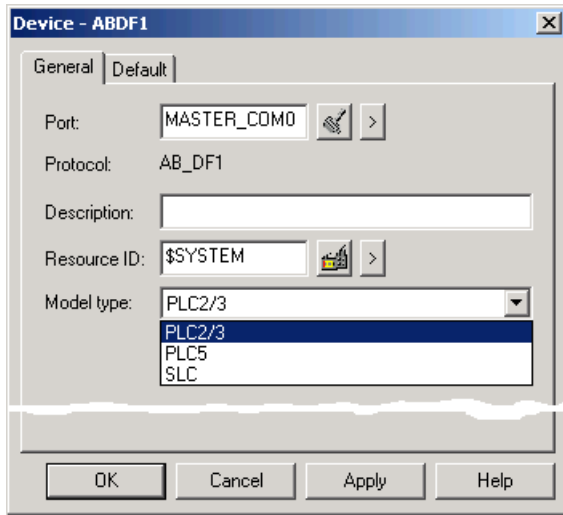 Device - ABDF1
General Default
Port: MASTER_COM0 >
Protocol: AB_DF1
Description:
Resource ID: $SYSTEM >
Model type: PLC2/3
PLC2/3
PLC5
SLC
OK Cancel Apply Help